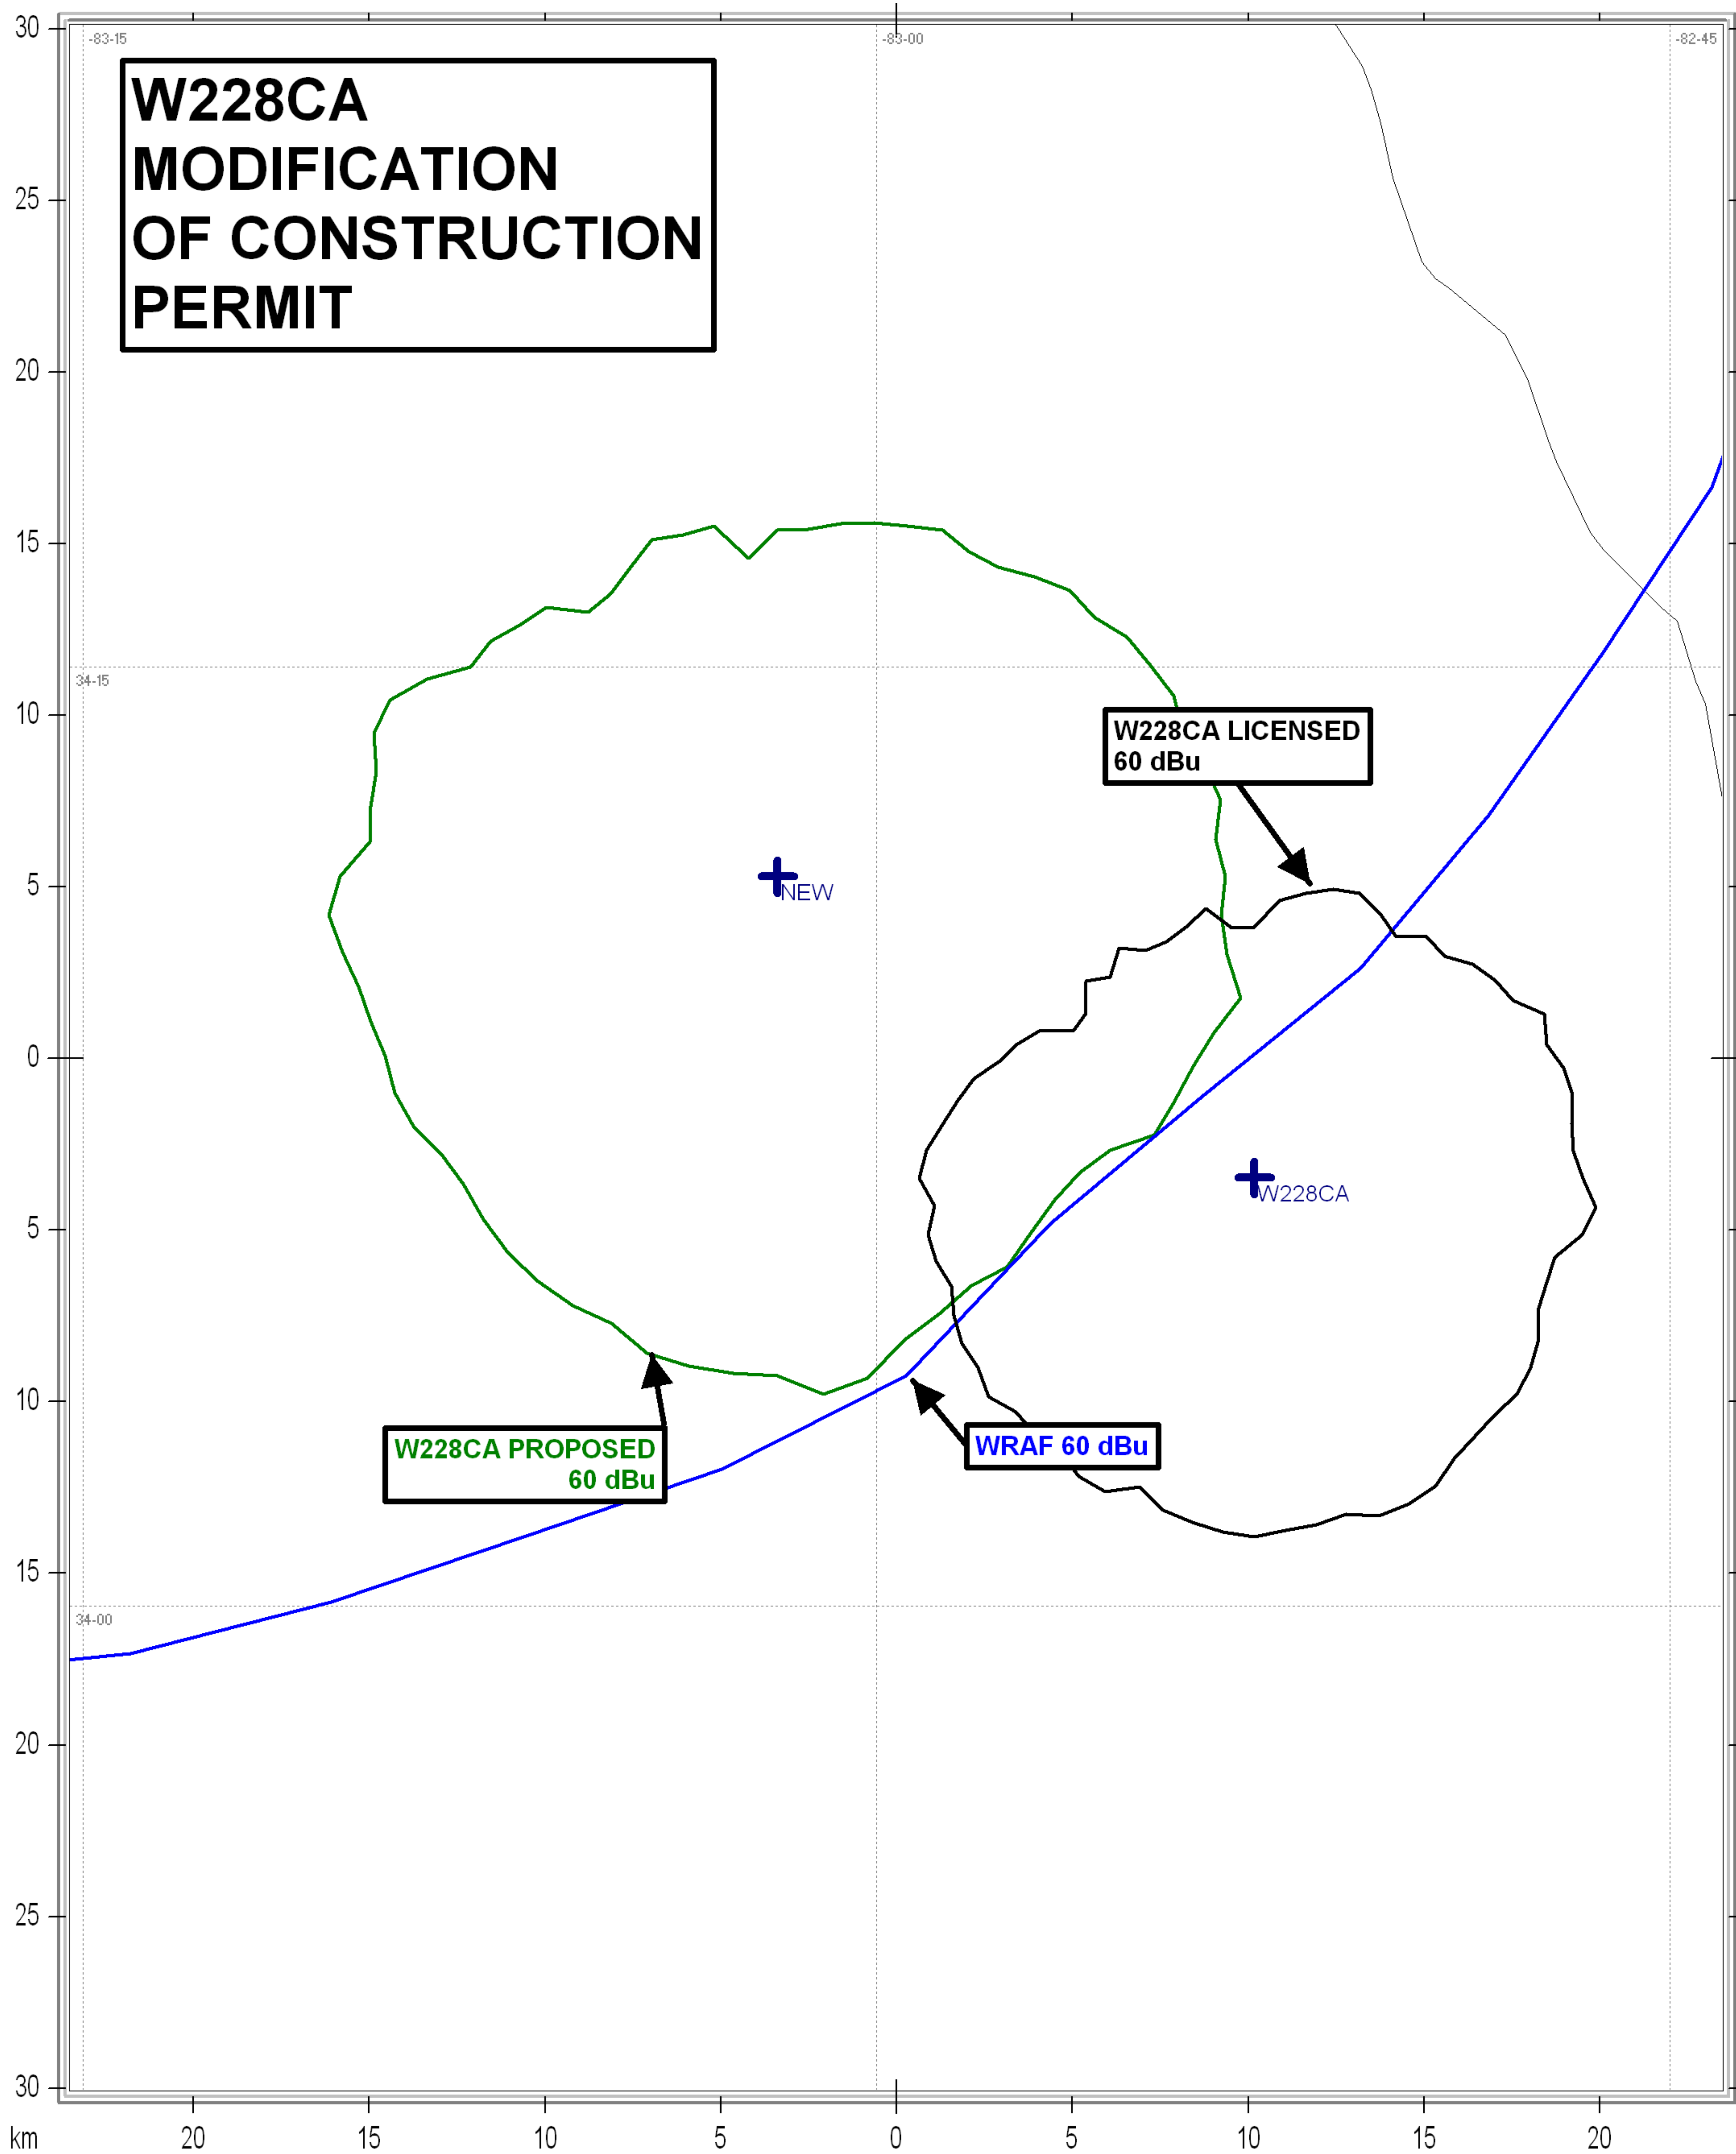 30
-83-15
-83-00
-82-45
W228CA
MODIFICATION
OF CONSTRUCTION
PERMIT
25
20
15
34-15
10
W228CA LICENSED
60 dBu
5
NEW
0
W228CA
5
10
W228CA PROPOSED
60 dBu
WRAF 60 dBu
15
34-00
20
25
30
km 20 15 10 5 0 5 10 15 20